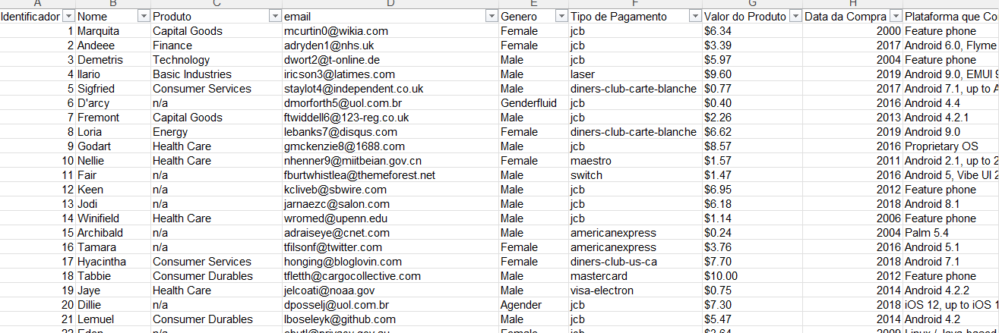 A B C D E F G H
Identificador Nome Produto email Genero Tipo de Pagamento Valor do Produto Data da Compra Plataforma que Co
1 Marquita Capital Goods mcurtin0@wikia.com Female jcb $6.34 2000 Feature phone
2 Andeee Finance adryden1@nhs.uk Female jcb $3.39 2017 Android 6.0, Flyme
3 Demetris Technology dwort2@t-online.de Male jcb $5.97 2004 Feature phone
4 Ilario Basic Industries iricson3@latimes.com Male laser $9.60 2019 Android 9.0, EMUI 9
5 Sigfried Consumer Services staylot4@independent.co.uk Male diners-club-carte-blanche $0.77 2017 Android 7.1, up to A
6 D'arcy n/a dmorforth5@uol.com.br Genderfluid jcb $0.40 2016 Android 4.4
7 Fremont Capital Goods ftwiddell6@123-reg.co.uk Male jcb $2.26 2013 Android 4.2.1
8 Loria Energy lebanks7@disqus.com Female diners-club-carte-blanche $6.62 2019 Android 9.0
9 Godart Health Care gmckenzie8@1688.com Male jcb $8.57 2016 Proprietary OS
10 Nellie Health Care nhenner9@miitbeian.gov.cn Female maestro $1.57 2011 Android 2.1, up to 2
11 Fair n/a fburtwhistlea@themeforest.net Male switch $1.47 2016 Android 5, Vibe UI 2
12 Keen n/a kcliveb@sbwire.com Male jcb $6.95 2012 Feature phone
13 Jodi n/a jarnaezc@salon.com Male jcb $6.18 2018 Android 8.1
14 Winifield Health Care wromed@upenn.edu Male jcb $1.14 2006 Feature phone
15 Archibald n/a adraiseye@cnet.com Male americanexpress $0.24 2004 Palm 5.4
16 Tamara n/a tfilsonf@twitter.com Female americanexpress $3.76 2016 Android 5.1
17 Hyacintha Consumer Services honging@bloglovin.com Female diners-club-us-ca $7.70 2018 Android 7.1
18 Tabbie Consumer Durables tfletth@cargocollective.com Male mastercard $10.00 2012 Feature phone
19 Jaye Health Care jelcoati@noaa.gov Male visa-electron $0.75 2014 Android 4.2.2
20 Dillie n/a dposselj@uol.com.br Agender jcb $7.30 2018 iOS 12, up to iOS 1
21 Lemuel Consumer Durables lboseleyk@github.com Male jcb $5.47 2014 Android 4.2